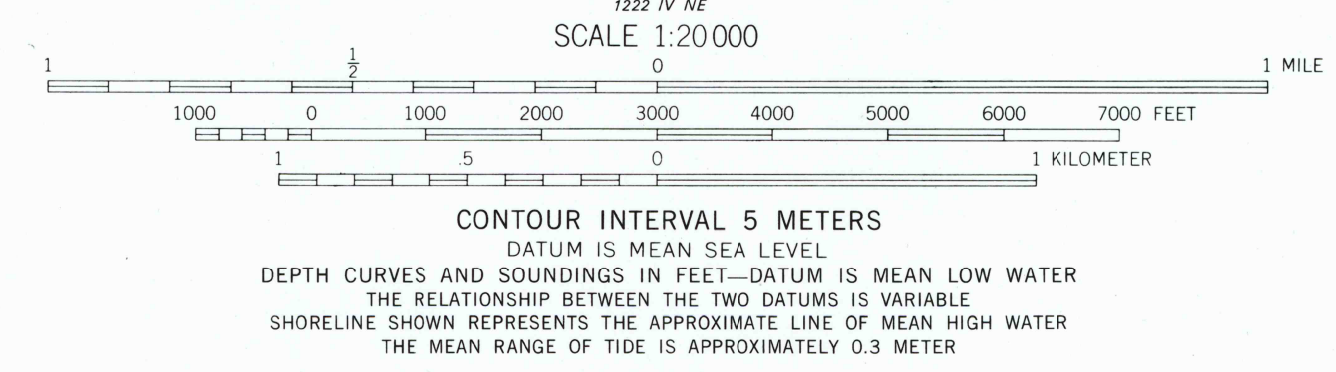 1222 IV NE
SCALE 1:20 000
1 1/2 0 1 MILE
1000 0 1000 2000 3000 4000 5000 6000 7000 FEET
1 .5 0 1 KILOMETER
CONTOUR INTERVAL 5 METERS
DATUM IS MEAN SEA LEVEL
DEPTH CURVES AND SOUNDINGS IN FEET—DATUM IS MEAN LOW WATER
THE RELATIONSHIP BETWEEN THE TWO DATUMS IS VARIABLE
SHORELINE SHOWN REPRESENTS THE APPROXIMATE LINE OF MEAN HIGH WATER
THE MEAN RANGE OF TIDE IS APPROXIMATELY 0.3 METER